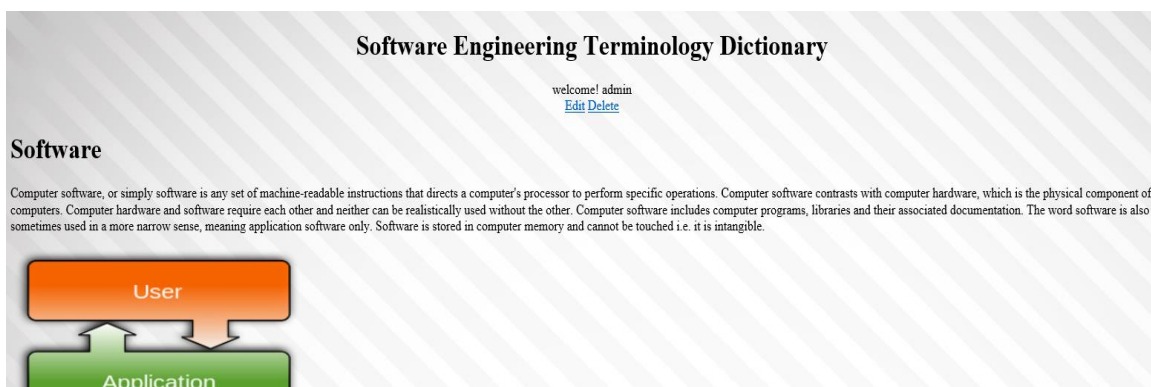 Software Engineering Terminology Dictionary
welcome! admin
Edit Delete
Software
Computer software, or simply software is any set of machine-readable instructions that directs a computer's processor to perform specific operations. Computer software contrasts with computer hardware, which is the physical component of
computers. Computer hardware and software require each other and neither can be realistically used without the other. Computer software includes computer programs, libraries and their associated documentation. The word software is also
sometimes used in a more narrow sense, meaning application software only. Software is stored in computer memory and cannot be touched i.e. it is intangible.
User
Application